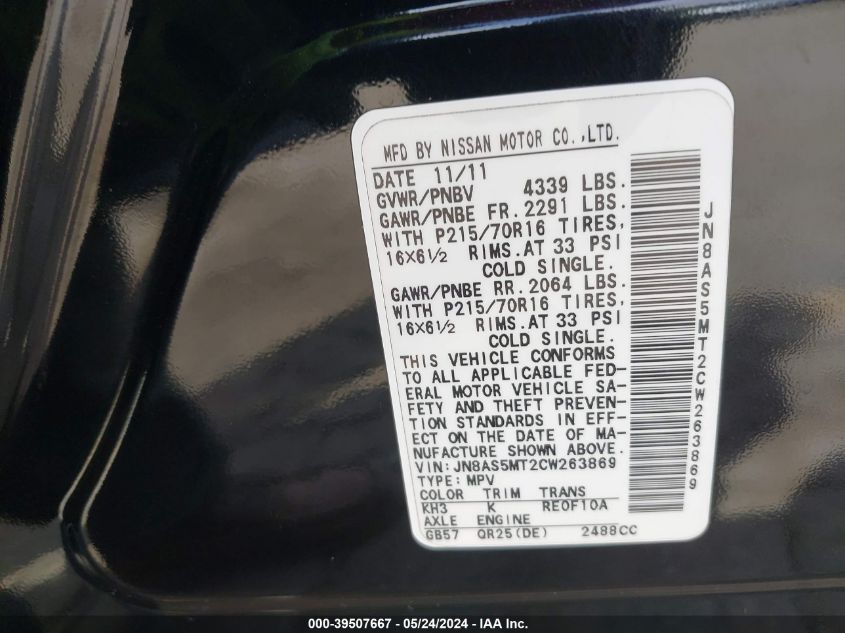 MFD BY NISSAN MOTOR CO.,LTD.
DATE 11/11
GVWR/PNBV 4339 LBS.
GAWR/PNBE FR.2291 LBS.
WITH P215/70R16 TIRES,
16X6½ RIMS.AT 33 PSI
COLD SINGLE.
GAWR/PNBE RR.2064 LBS.
WITH P215/70R16 TIRES,
16X6½ RIMS.AT 33 PSI
COLD SINGLE.
THIS VEHICLE CONFORMS
TO ALL APPLICABLE FED-
ERAL MOTOR VEHICLE SA-
FETY AND THEFT PREVEN-
TION STANDARDS IN EFF-
ECT ON THE DATE OF MA-
NUFACTURE SHOWN ABOVE.
VIN:JN8AS5MT2CW263869
TYPE:MPV
COLOR TRIM TRANS
KH3 K RE0F10A
AXLE ENGINE
GB57 QR25(DE) 2488CC
JN8AS5MT2CW263869
000-39507667 - 05/24/2024 - IAA Inc.